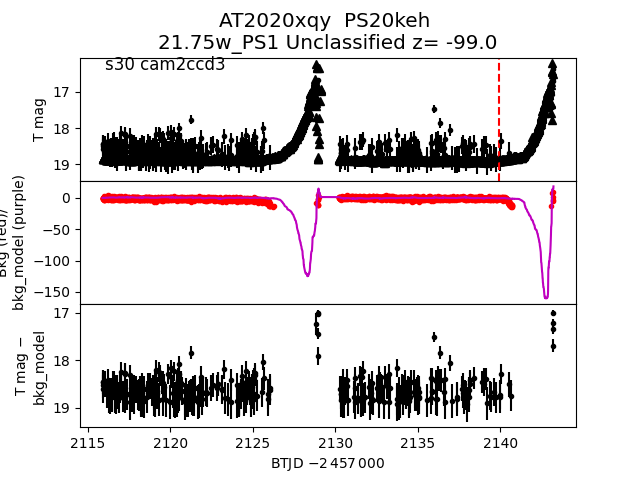 AT2020xqy  PS20keh
21.75w_PS1 Unclassified z= -99.0
s30 cam2ccd3
T mag
17
18
19
Bkg (red)/
bkg_model (purple)
0
−50
−100
−150
T mag −
bkg_model
17
18
19
2115 2120 2125 2130 2135 2140
BTJD −2 457 000